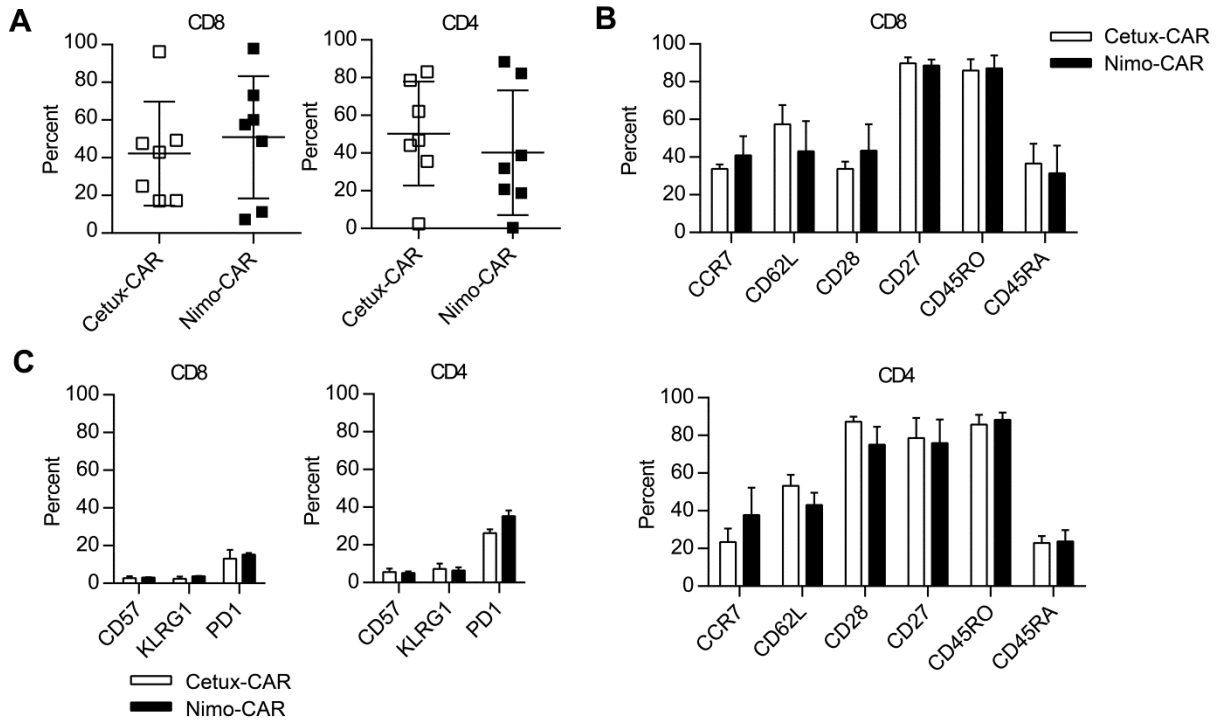 A
CD8
Percent
100
80
60
40
20
0
Cetux-CAR
Nimo-CAR
CD4
Percent
100
80
60
40
20
0
Cetux-CAR
Nimo-CAR
B
CD8
Cetux-CAR
Nimo-CAR
Percent
100
80
60
40
20
0
CCR7
CD62L
CD28
CD27
CD45RO
CD45RA
CD4
Percent
100
80
60
40
20
0
CCR7
CD62L
CD28
CD27
CD45RO
CD45RA
C
CD8
Percent
100
80
60
40
20
0
CD57
KLRG1
PD1
CD4
Percent
100
80
60
40
20
0
CD57
KLRG1
PD1
Cetux-CAR
Nimo-CAR